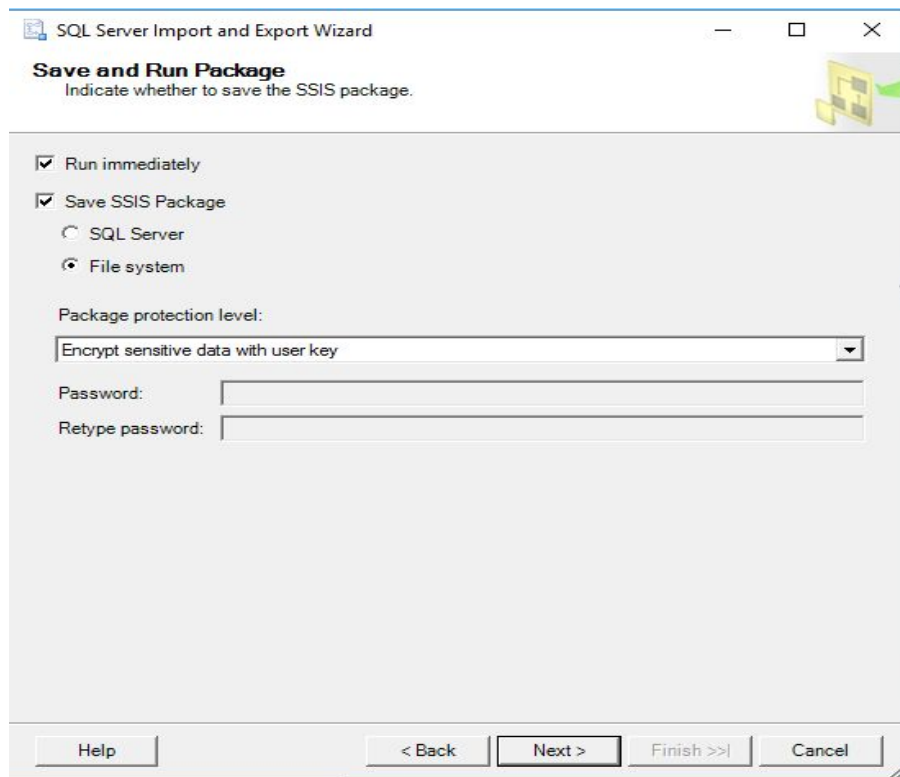 SQL Server Import and Export Wizard
Save and Run Package
Indicate whether to save the SSIS package.
Run immediately
Save SSIS Package
SQL Server
File system
Package protection level:
Encrypt sensitive data with user key
Password:
Retype password:
Help
< Back
Next >
Finish >>|
Cancel